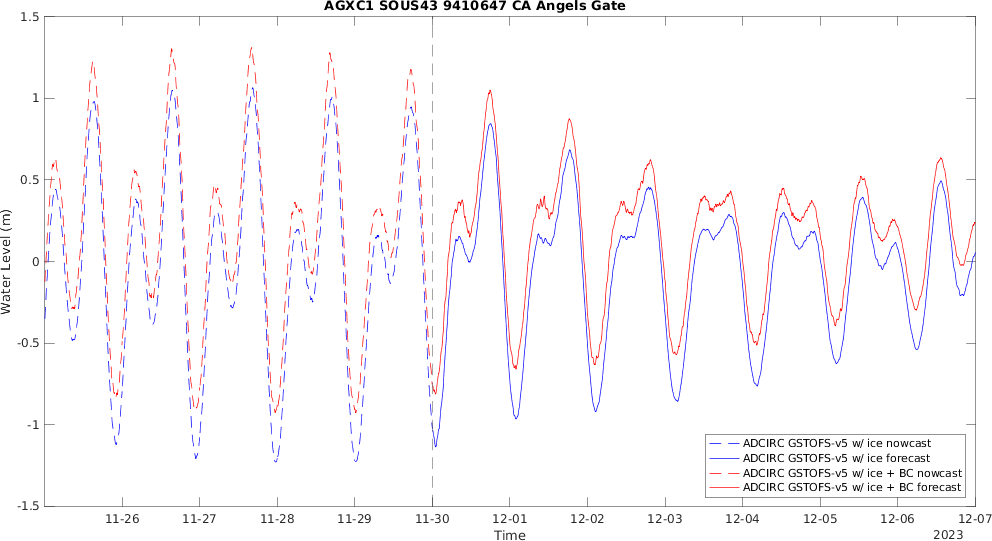 AGXC1 SOUS43 9410647 CA Angels Gate
1.5
1
0.5
0
-0.5
-1
-1.5
Water Level (m)
11-26 11-27 11-28 11-29 11-30 12-01 12-02 12-03 12-04 12-05 12-06 12-07
Time
2023
ADCIRC GSTOFS-v5 w/ ice nowcast
ADCIRC GSTOFS-v5 w/ ice forecast
ADCIRC GSTOFS-v5 w/ ice + BC nowcast
ADCIRC GSTOFS-v5 w/ ice + BC forecast